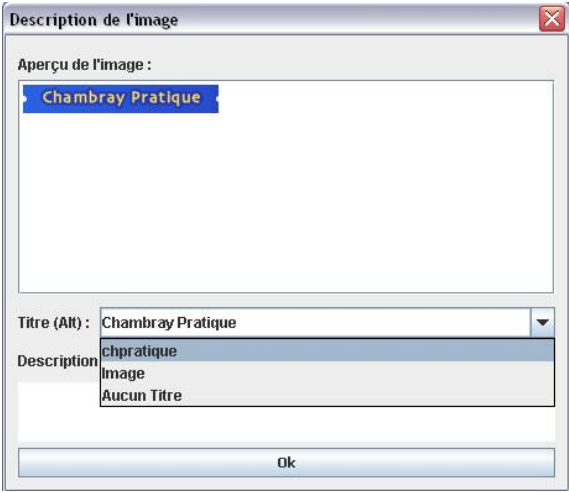 Description de l'image
Aperçu de l'image :
Chambray Pratique
Titre (Alt) : Chambray Pratique
chpratique
Description
Image
Aucun Titre
Ok